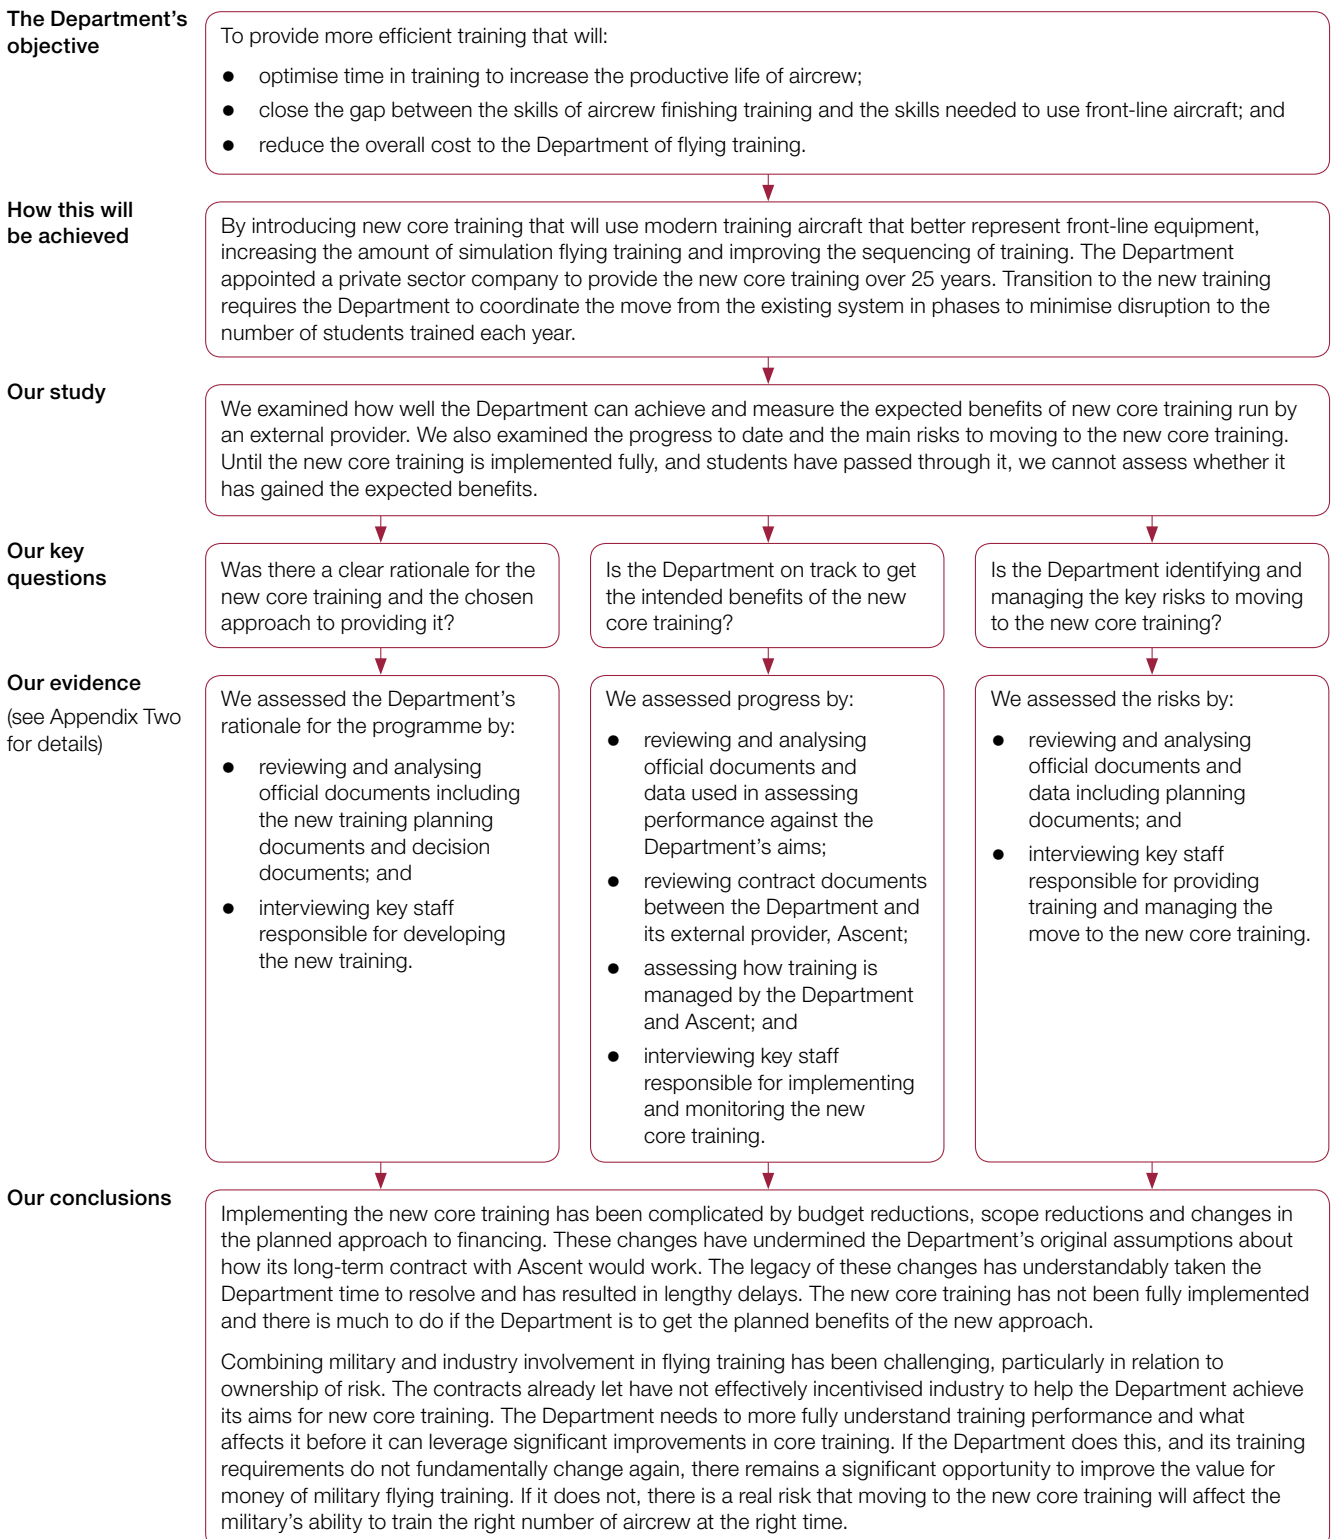 The Department's
objective
To provide more efficient training that will:
● optimise time in training to increase the productive life of aircrew;
● close the gap between the skills of aircrew finishing training and the skills needed to use front-line aircraft; and
● reduce the overall cost to the Department of flying training.
How this will
be achieved
By introducing new core training that will use modern training aircraft that better represent front-line equipment,
increasing the amount of simulation flying training and improving the sequencing of training. The Department
appointed a private sector company to provide the new core training over 25 years. Transition to the new training
requires the Department to coordinate the move from the existing system in phases to minimise disruption to the
number of students trained each year.
Our study
We examined how well the Department can achieve and measure the expected benefits of new core training run by
an external provider. We also examined the progress to date and the main risks to moving to the new core training.
Until the new core training is implemented fully, and students have passed through it, we cannot assess whether it
has gained the expected benefits.
Our key
questions
Was there a clear rationale for the
new core training and the chosen
approach to providing it?
Is the Department on track to get
the intended benefits of the new
core training?
Is the Department identifying and
managing the key risks to moving
to the new core training?
Our evidence
(see Appendix Two
for details)
We assessed the Department's
rationale for the programme by:
● reviewing and analysing
official documents including
the new training planning
documents and decision
documents; and
● interviewing key staff
responsible for developing
the new training.
We assessed progress by:
● reviewing and analysing
official documents and
data used in assessing
performance against the
Department's aims;
● reviewing contract documents
between the Department and
its external provider, Ascent;
● assessing how training is
managed by the Department
and Ascent; and
● interviewing key staff
responsible for implementing
and monitoring the new
core training.
We assessed the risks by:
● reviewing and analysing
official documents and
data including planning
documents; and
● interviewing key staff
responsible for providing
training and managing the
move to the new core training.
Our conclusions
Implementing the new core training has been complicated by budget reductions, scope reductions and changes in
the planned approach to financing. These changes have undermined the Department's original assumptions about
how its long-term contract with Ascent would work. The legacy of these changes has understandably taken the
Department time to resolve and has resulted in lengthy delays. The new core training has not been fully implemented
and there is much to do if the Department is to get the planned benefits of the new approach.
Combining military and industry involvement in flying training has been challenging, particularly in relation to
ownership of risk. The contracts already let have not effectively incentivised industry to help the Department achieve
its aims for new core training. The Department needs to more fully understand training performance and what
affects it before it can leverage significant improvements in core training. If the Department does this, and its training
requirements do not fundamentally change again, there remains a significant opportunity to improve the value for
money of military flying training. If it does not, there is a real risk that moving to the new core training will affect the
military's ability to train the right number of aircrew at the right time.